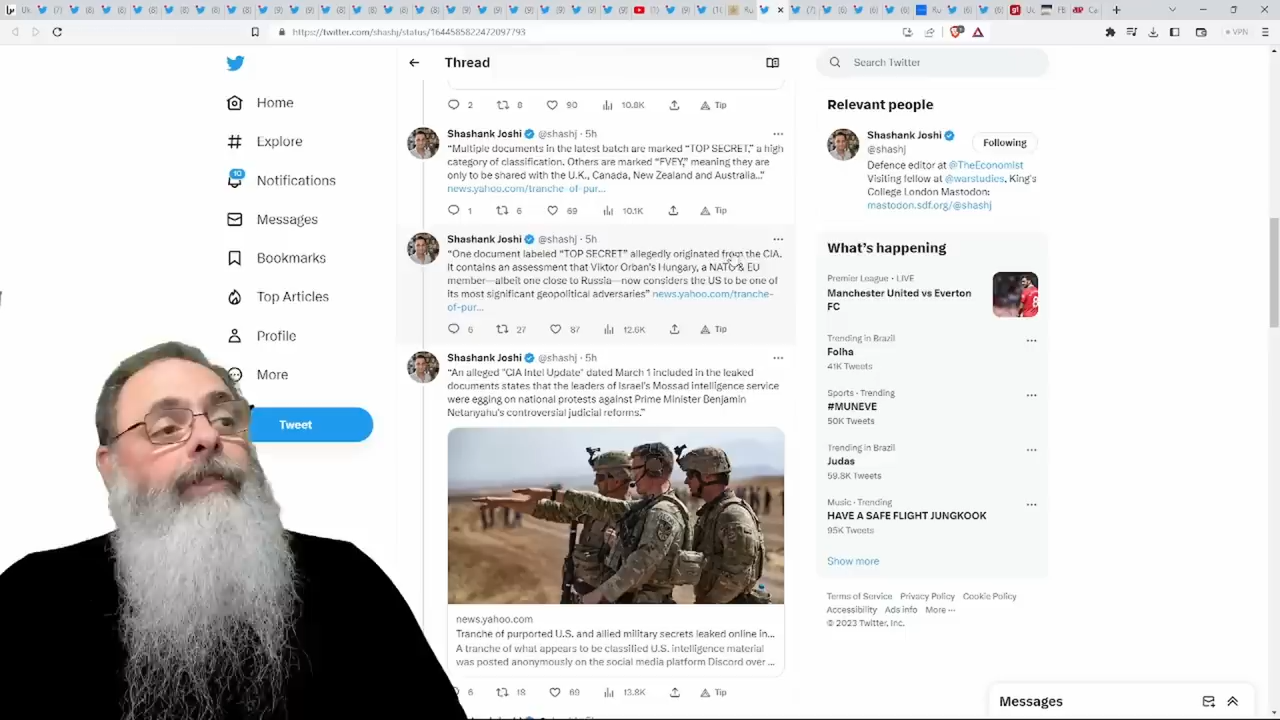 https://twitter.com/shashj/status/1644585822472097793
VPN
Home
Explore
10
Notifications
Messages
Bookmarks
Top Articles
Profile
More
Tweet
Thread
2 8 90 10.8K Tip
Shashank Joshi @shashj · 5h
“Multiple documents in the latest batch are marked “TOP SECRET,” a high
category of classification. Others are marked “FVEY,” meaning they are
only to be shared with the U.K., Canada, New Zealand and Australia...”
news.yahoo.com/tranche-of-pur...
1 6 69 10.1K Tip
Shashank Joshi @shashj · 5h
“One document labeled “TOP SECRET” allegedly originated from the CIA.
It contains an assessment that Viktor Orban's Hungary, a NATO & EU
member—albeit one close to Russia—now considers the US to be one of
its most significant geopolitical adversaries” news.yahoo.com/tranche-
of-pur...
6 27 87 12.6K Tip
Shashank Joshi @shashj · 5h
“An alleged “CIA Intel Update” dated March 1 included in the leaked
documents states that the leaders of Israel's Mossad intelligence service
were egging on national protests against Prime Minister Benjamin
Netanyahu's controversial judicial reforms.”
news.yahoo.com
Tranche of purported U.S. and allied military secrets leaked online in...
A tranche of what appears to be classified U.S. intelligence material
was posted anonymously on the social media platform Discord over ...
6 18 69 13.8K Tip
Search Twitter
Relevant people
Shashank Joshi
@shashj
Following
Defence editor at @TheEconomist
Visiting fellow at @warstudies, King's
College London Mastodon:
mastodon.sdf.org/@shashj
What's happening
Premier League · LIVE
Manchester United vs Everton
FC
Trending in Brazil
Folha
41K Tweets
Sports · Trending
#MUNEVE
50K Tweets
Trending in Brazil
Judas
59.8K Tweets
Music · Trending
HAVE A SAFE FLIGHT JUNGKOOK
95K Tweets
Show more
Terms of Service Privacy Policy Cookie Policy
Accessibility Ads info More ···
© 2023 Twitter, Inc.
Messages